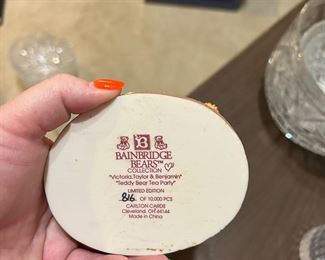 B
BAINBRIDGE
BEARS™
COLLECTION
"Victoria, Taylor & Benjamin"
"Teddy Bear Tea Party"
LIMITED EDITION
816 OF 10,000 PCS
CARLTON CARDS
Cleveland, OH 44144
Made in China